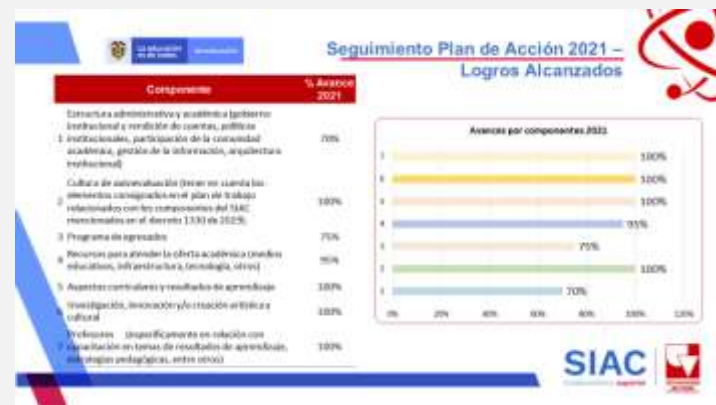 La educación
es de todos
Mineducación
Seguimiento Plan de Acción 2021 –
Logros Alcanzados
Componente
% Avance
2021
Estructura administrativa y académica (gobierno
institucional y rendición de cuentas, políticas
1 institucionales, participación de la comunidad
académica, gestión de la información, arquitectura
institucional)
70%
Cultura de autoevaluación (tener en cuenta los
elementos consignados en el plan de trabajo
2 relacionados con los componentes del SIAC
mencionados en el decreto 1330 de 2019).
100%
3 Programa de egresados
75%
4 Recursos para atender la oferta académica (medios
educativos, infraestructura, tecnología, otros)
95%
5 Aspectos curriculares y resultados de aprendizaje
100%
6 Investigación, innovación y/o creación artística y
cultural
100%
Profesores (específicamente en relación con
7 capacitación en temas de resultados de aprendizaje,
estrategias pedagógicas, entre otros)
100%
Avances por componentes 2021
7 100%
6 100%
5 100%
4 95%
3 75%
2 100%
1 70%
0% 20% 40% 60% 80% 100% 120%
SIAC